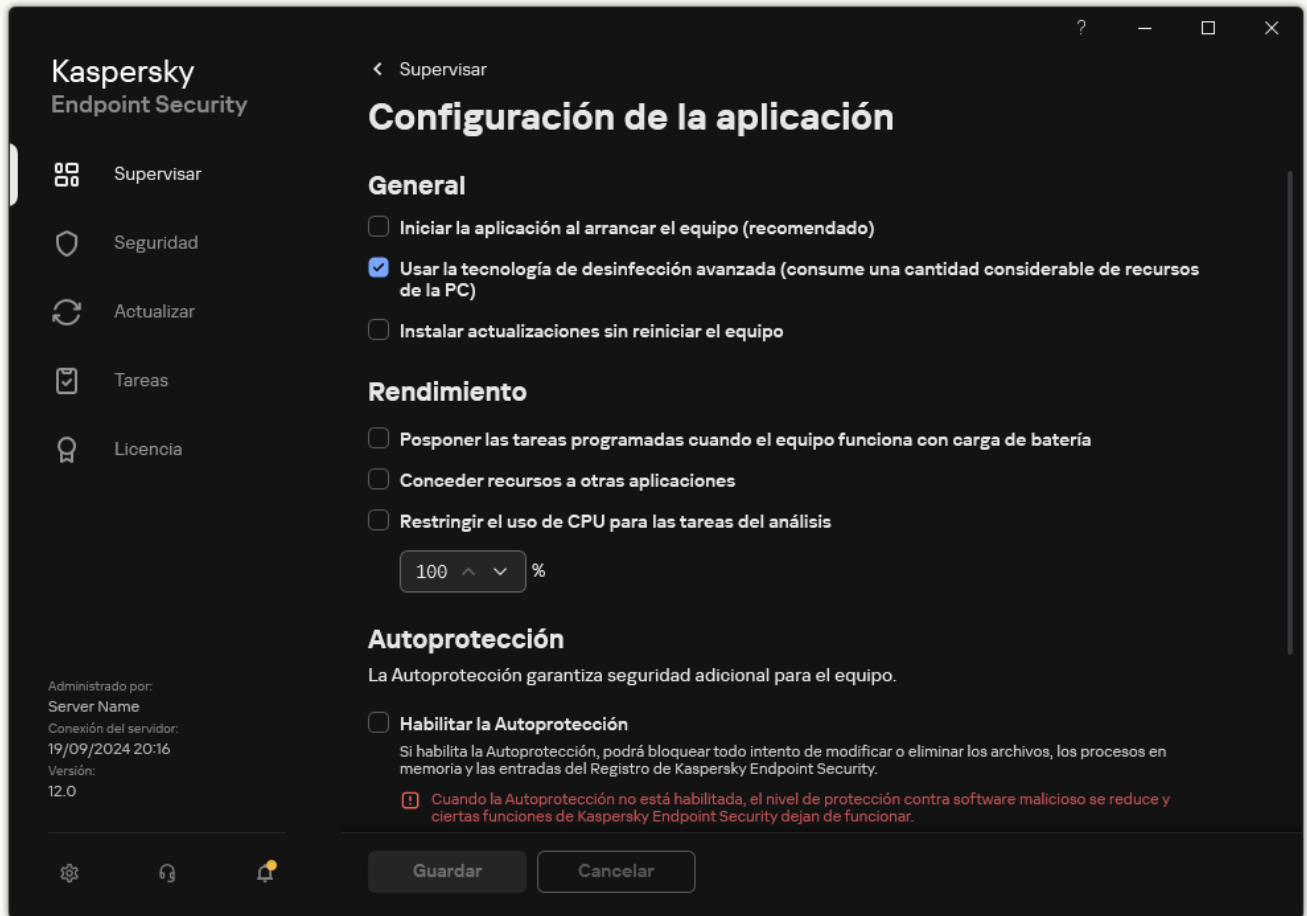 ?
Kaspersky
Endpoint Security
Supervisar
Seguridad
Actualizar
Tareas
Licencia
Administrado por:
Server Name
Conexión del servidor:
19/09/2024 20:16
Versión:
12.0
Supervisar
Configuración de la aplicación
General
Iniciar la aplicación al arrancar el equipo (recomendado)
Usar la tecnología de desinfección avanzada (consume una cantidad considerable de recursos
de la PC)
Instalar actualizaciones sin reiniciar el equipo
Rendimiento
Posponer las tareas programadas cuando el equipo funciona con carga de batería
Conceder recursos a otras aplicaciones
Restringir el uso de CPU para las tareas del análisis
100 %
Autoprotección
La Autoprotección garantiza seguridad adicional para el equipo.
Habilitar la Autoprotección
Si habilita la Autoprotección, podrá bloquear todo intento de modificar o eliminar los archivos, los procesos en
memoria y las entradas del Registro de Kaspersky Endpoint Security.
Cuando la Autoprotección no está habilitada, el nivel de protección contra software malicioso se reduce y
ciertas funciones de Kaspersky Endpoint Security dejan de funcionar.
Guardar
Cancelar